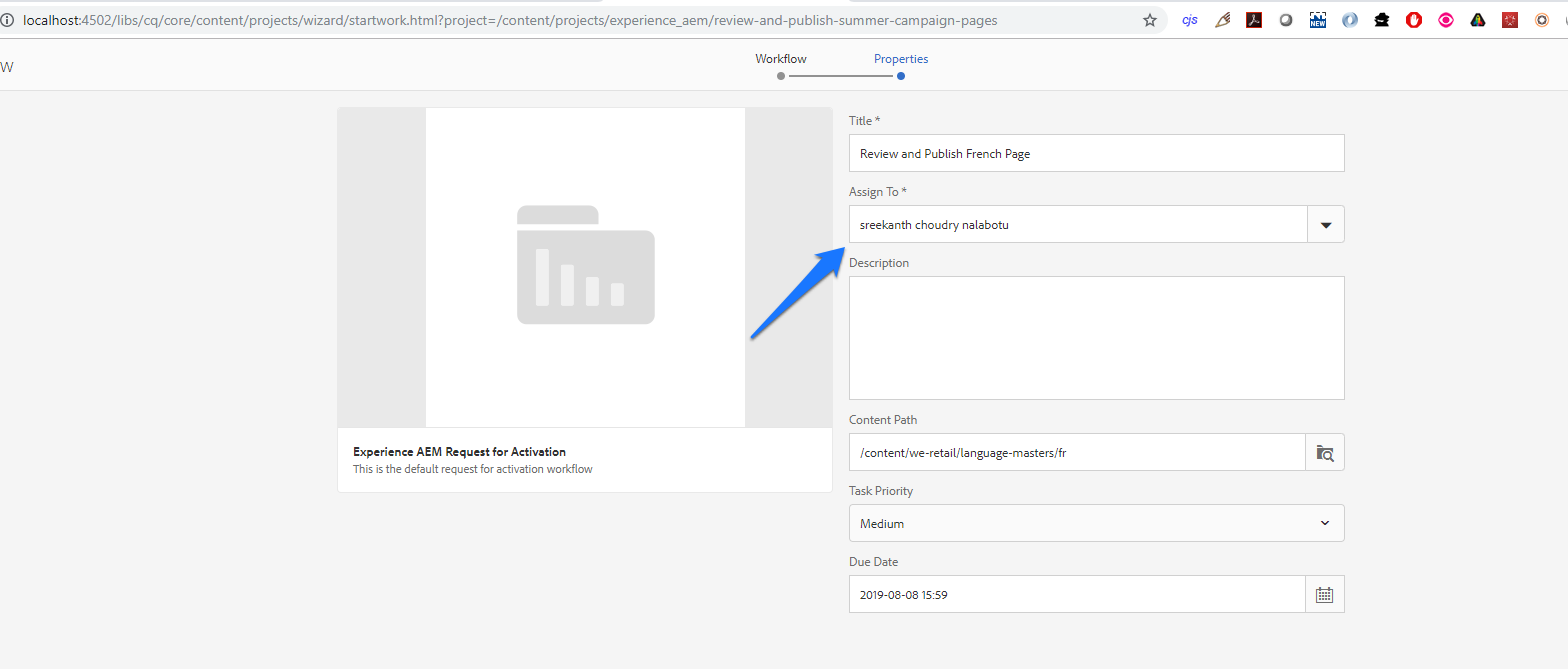 localhost:4502/libs/cq/core/content/projects/wizard/startwork.html?project=/content/projects/experience_aem/review-and-publish-summer-campaign-pages
cjs
NEW
W
Workflow
Properties
Title *
Review and Publish French Page
Assign To *
sreekanth choudry nalabotu
Description
Experience AEM Request for Activation
This is the default request for activation workflow
Content Path
/content/we-retail/language-masters/fr
Task Priority
Medium
Due Date
2019-08-08 15:59